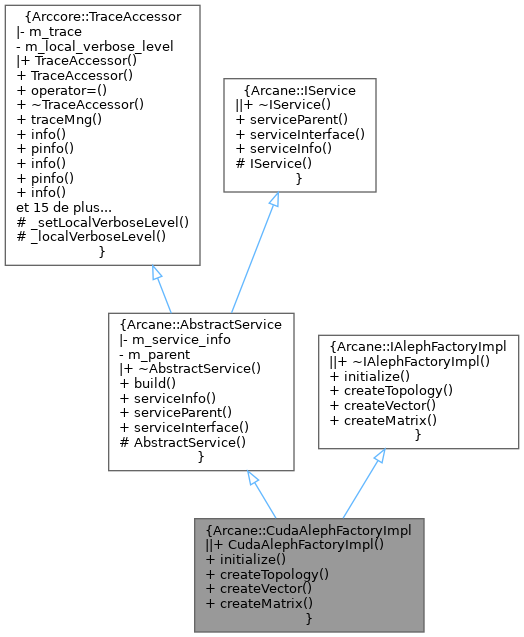 {Arccore::TraceAccessor
|- m_trace
- m_local_verbose_level
|+ TraceAccessor()
+ TraceAccessor()
+ operator=()
+ ~TraceAccessor()
+ traceMng()
+ info()
+ pinfo()
+ info()
+ pinfo()
+ info()
et 15 de plus...
# _setLocalVerboseLevel()
# _localVerboseLevel()
}
{Arcane::IService
||+ ~IService()
+ serviceParent()
+ serviceInterface()
+ serviceInfo()
# IService()
}
{Arcane::AbstractService
|- m_service_info
- m_parent
|+ ~AbstractService()
+ build()
+ serviceInfo()
+ serviceParent()
+ serviceInterface()
# AbstractService()
}
{Arcane::IAlephFactoryImpl
||+ ~IAlephFactoryImpl()
+ initialize()
+ createTopology()
+ createVector()
+ createMatrix()
}
{Arcane::CudaAlephFactoryImpl
||+ CudaAlephFactoryImpl()
+ initialize()
+ createTopology()
+ createVector()
+ createMatrix()
}